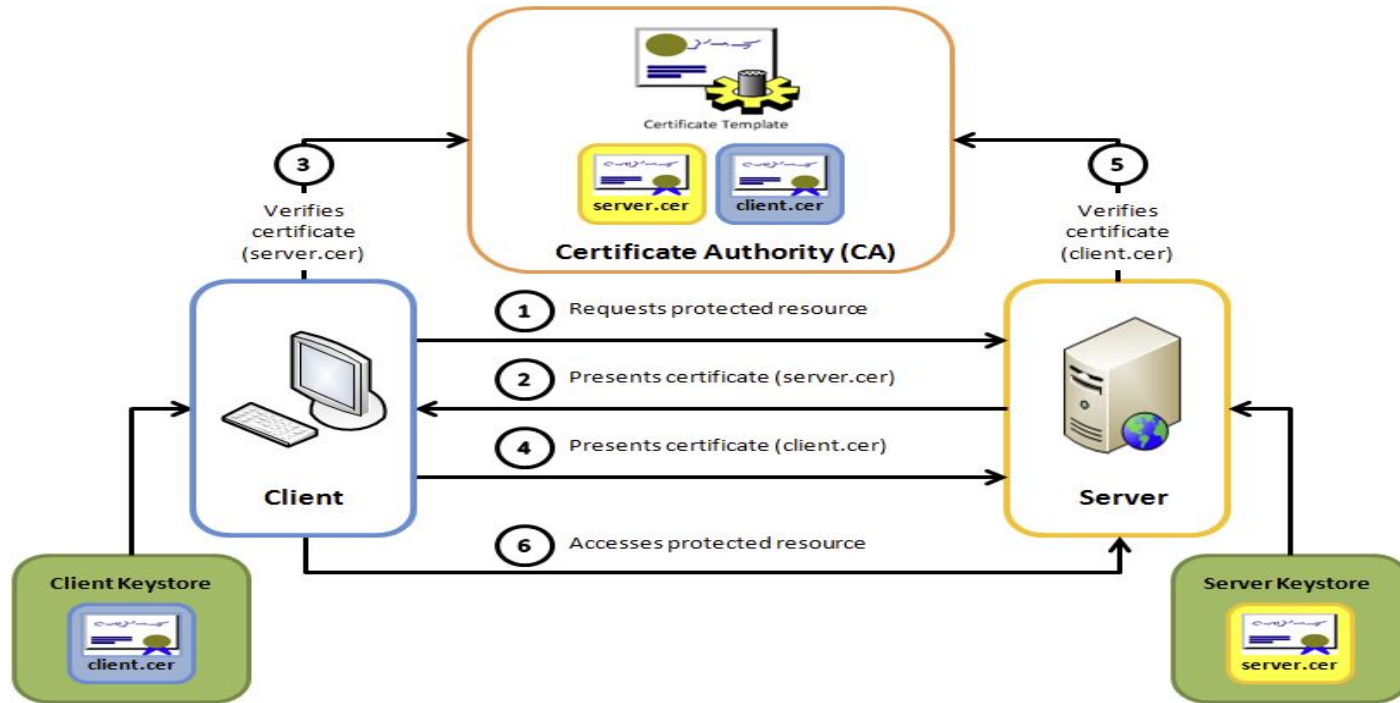 Certificate Template
server.cer
client.cer
Certificate Authority (CA)
3
Verifies
certificate
(server.cer)
5
Verifies
certificate
(client.cer)
1 Requests protected resource
2 Presents certificate (server.cer)
4 Presents certificate (client.cer)
Client
Server
6 Accesses protected resource
Client Keystore
client.cer
Server Keystore
server.cer